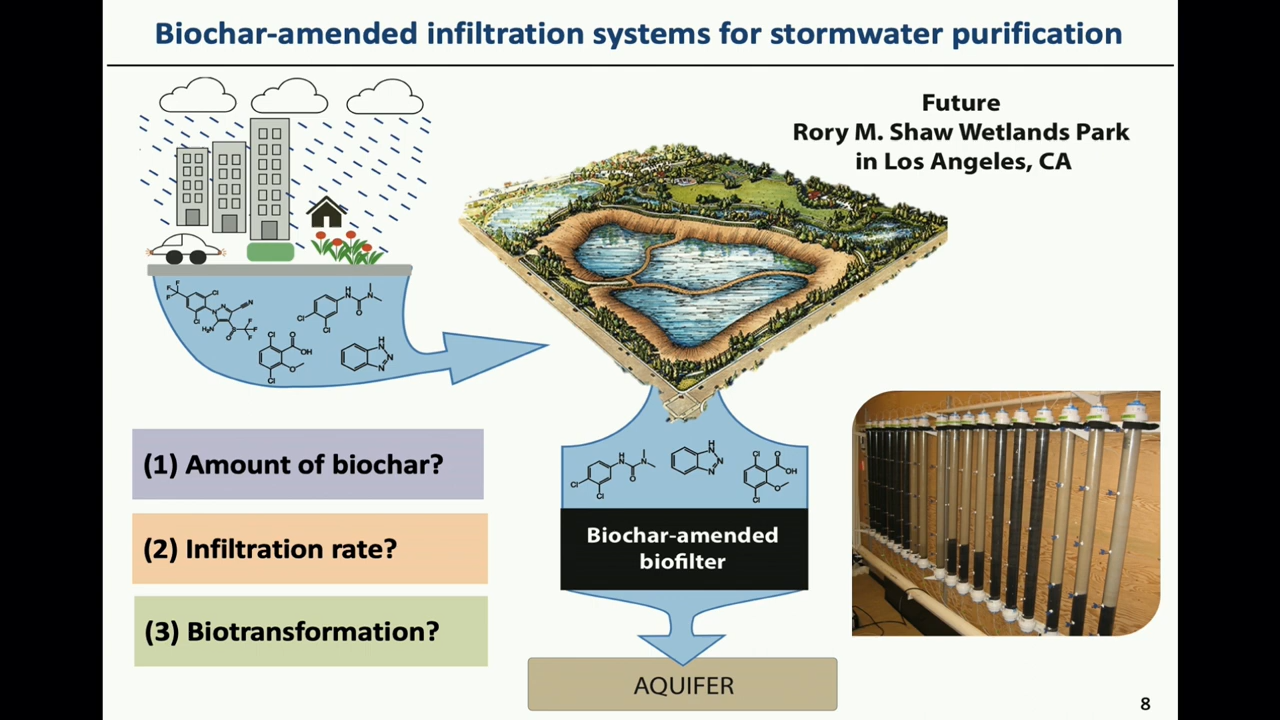 Biochar-amended infiltration systems for stormwater purification
Future
Rory M. Shaw Wetlands Park
in Los Angeles, CA
(1) Amount of biochar?
(2) Infiltration rate?
(3) Biotransformation?
Biochar-amended
biofilter
AQUIFER
8